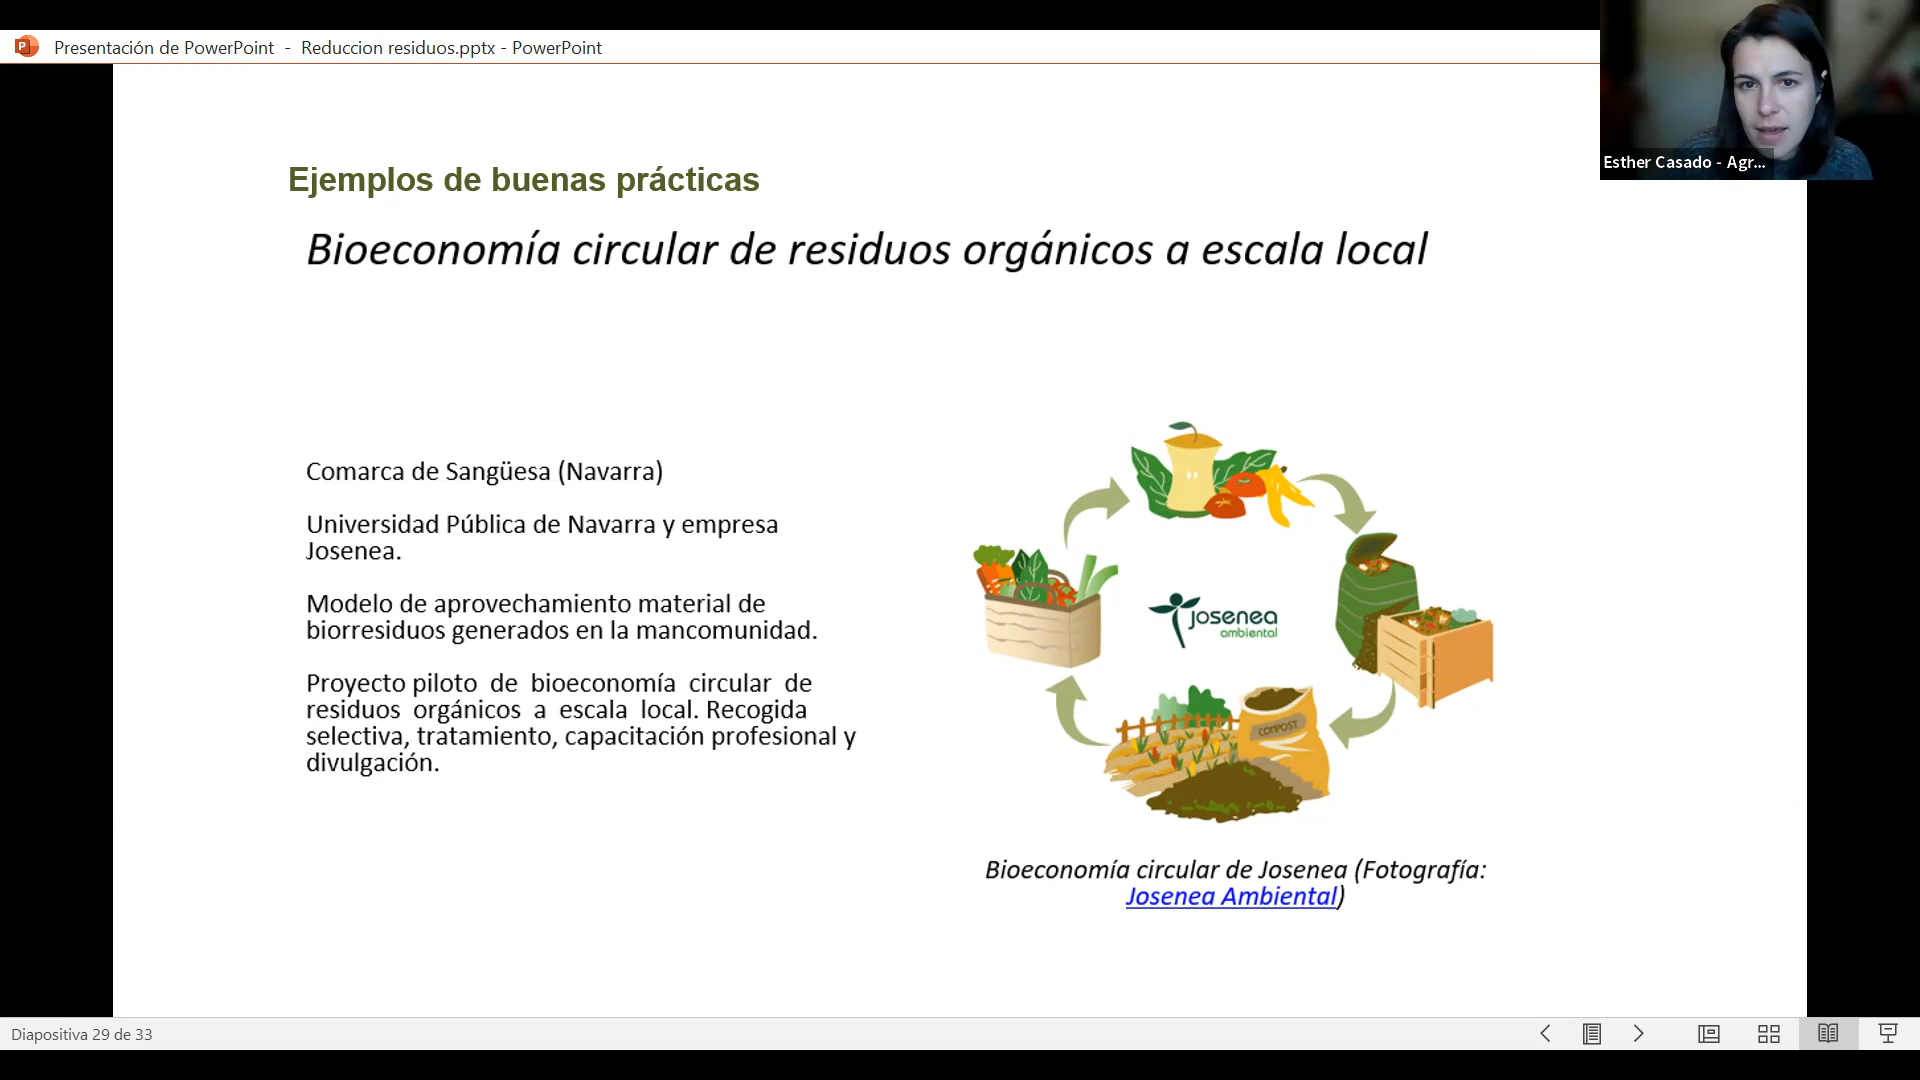 Presentación de PowerPoint - Reduccion residuos.pptx - PowerPoint
Esther Casado - Agr...
Ejemplos de buenas prácticas
Bioeconomía circular de residuos orgánicos a escala local
Comarca de Sangüesa (Navarra)
Universidad Pública de Navarra y empresa
Josenea.
Modelo de aprovechamiento material de
biorresiduos generados en la mancomunidad.
Proyecto piloto de bioeconomía circular de
residuos orgánicos a escala local. Recogida
selectiva, tratamiento, capacitación profesional y
divulgación.
josenea
ambiental
COMPOST
Bioeconomía circular de Josenea (Fotografía:
Josenea Ambiental)
Diapositiva 29 de 33